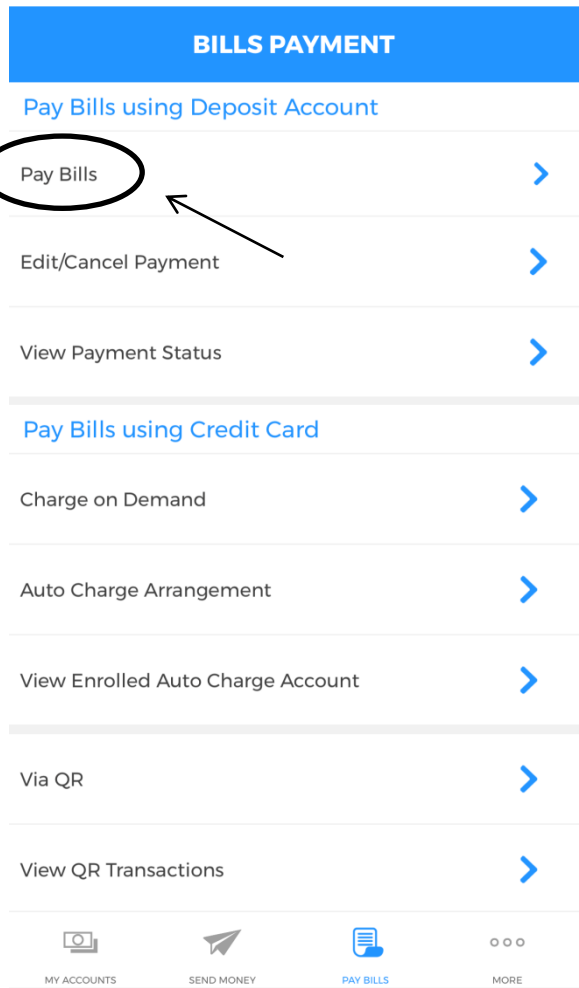 BILLS PAYMENT
Pay Bills using Deposit Account
Pay Bills
Edit/Cancel Payment
View Payment Status
Pay Bills using Credit Card
Charge on Demand
Auto Charge Arrangement
View Enrolled Auto Charge Account
Via QR
View QR Transactions
MY ACCOUNTS SEND MONEY PAY BILLS MORE